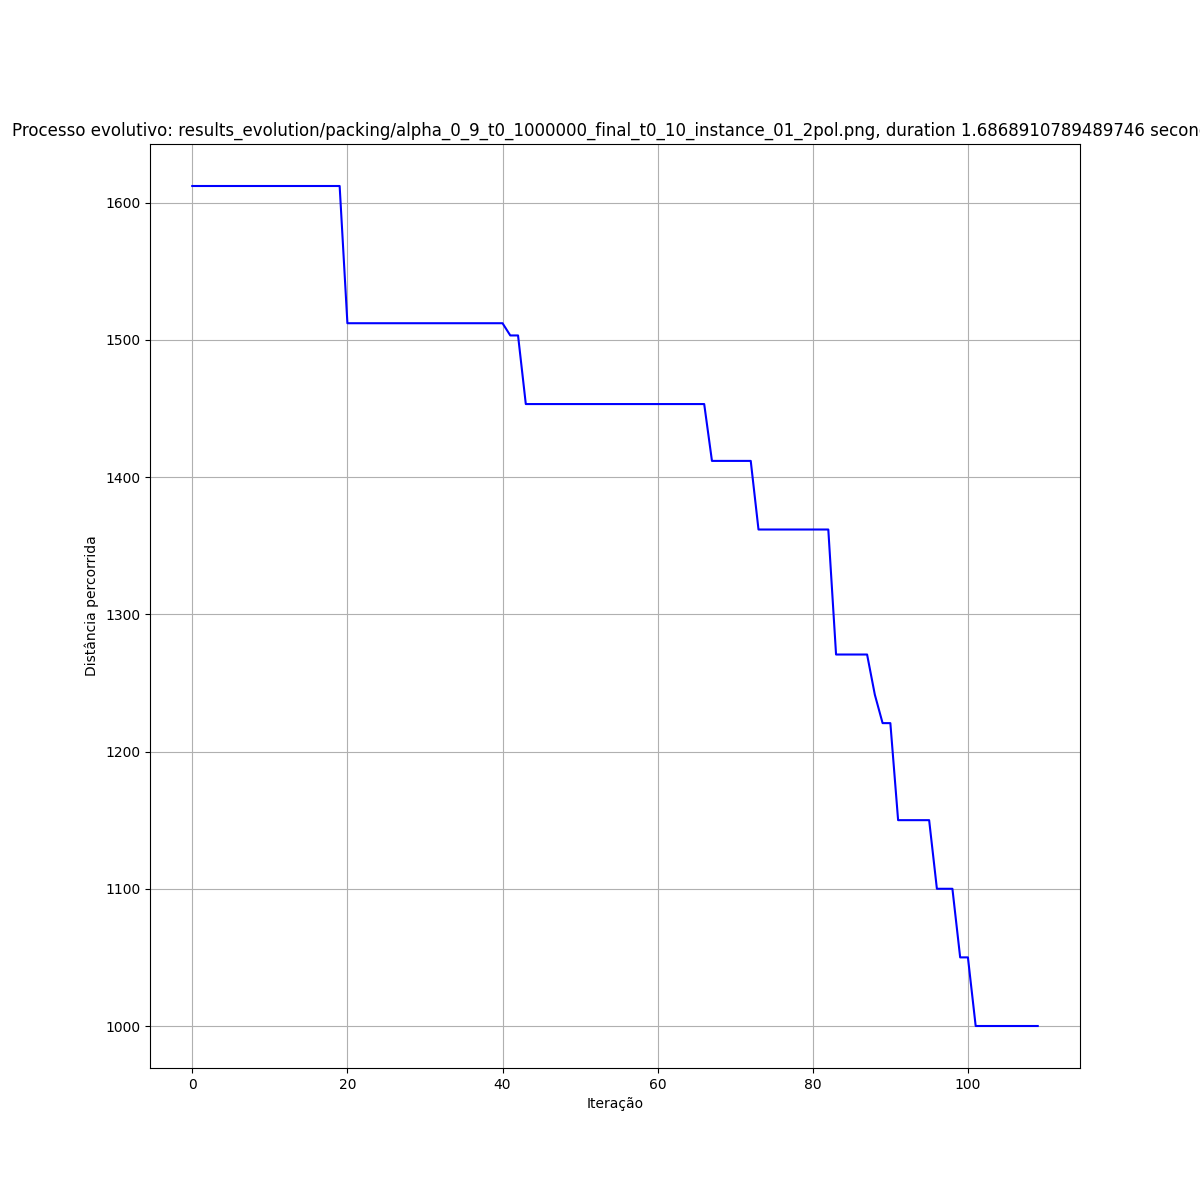 Processo evolutivo: results_evolution/packing/alpha_0_9_t0_1000000_final_t0_10_instance_01_2pol.png, duration 1.6868910789489746 secon
1600
1500
1400
1300
1200
1100
1000
Distância percorrida
0 20 40 60 80 100
Iteração